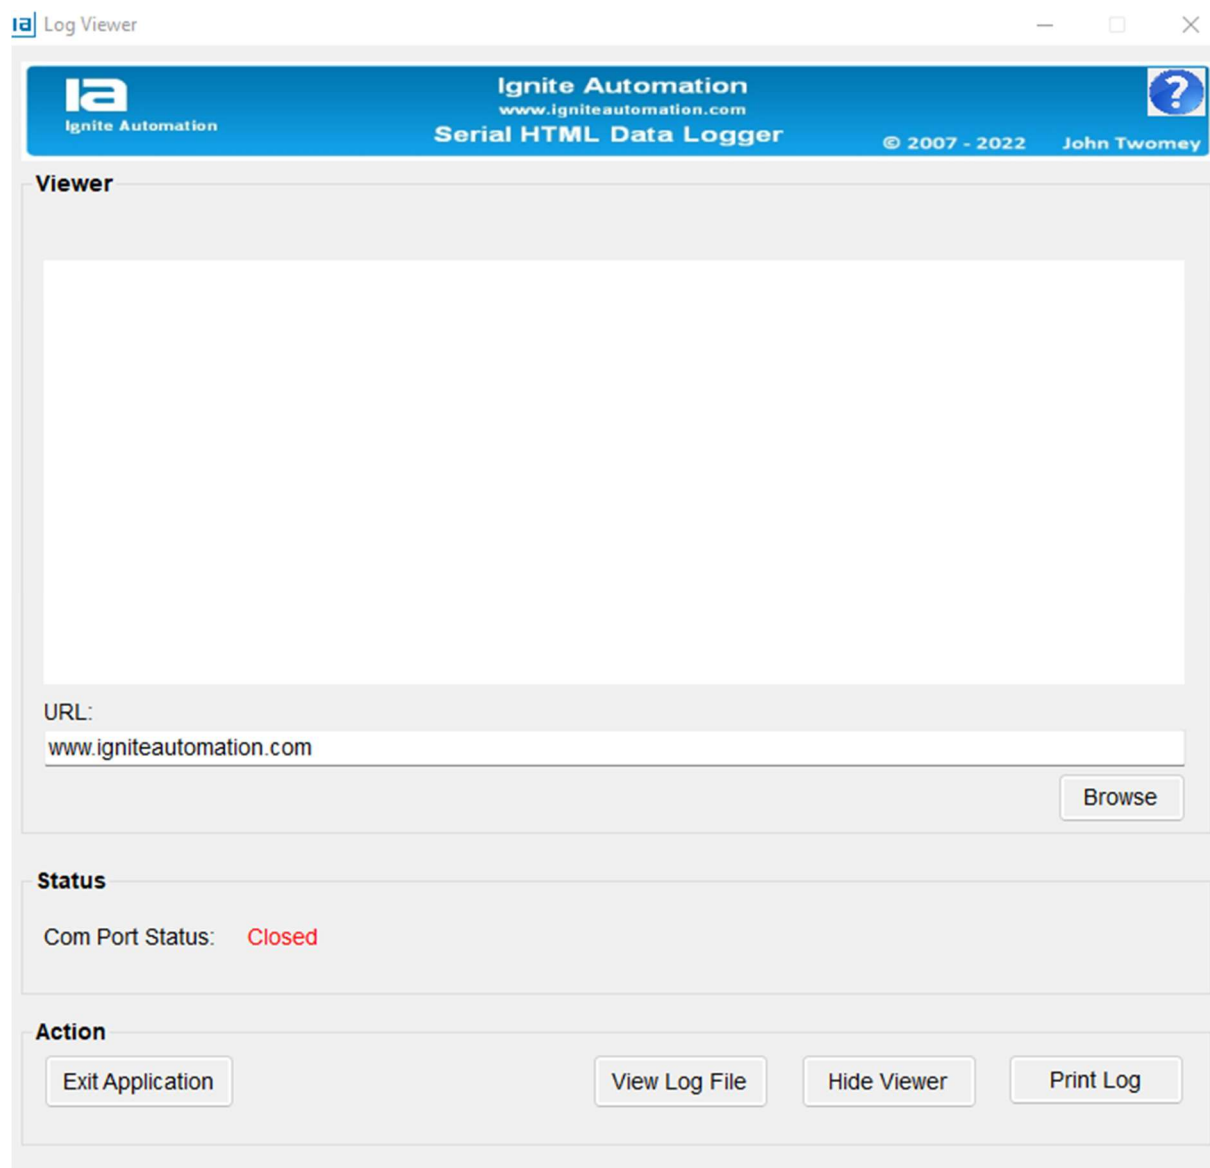 Log Viewer
Ia
Ignite Automation
Ignite Automation
www.igniteautomation.com
Serial HTML Data Logger
© 2007 - 2022 John Twomey
?
Viewer
URL:
www.igniteautomation.com
Browse
Status
Com Port Status: Closed
Action
Exit Application View Log File Hide Viewer Print Log